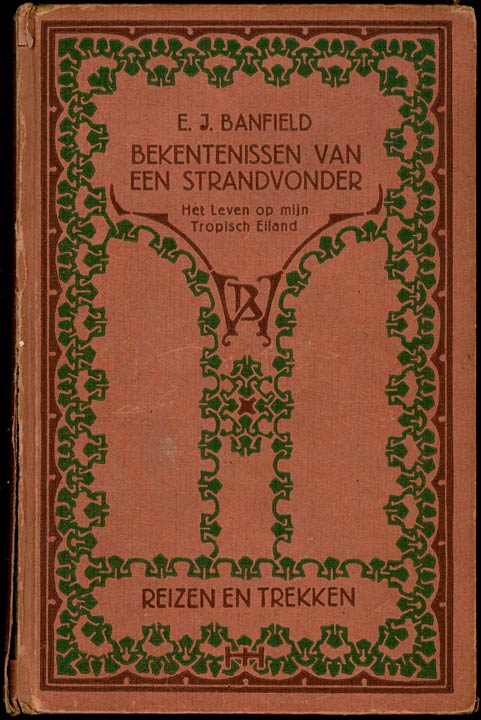 E. J. BANFIELD
BEKENTENISSEN VAN
EEN STRANDVONDER
Het Leven op mijn
Tropisch Eiland
REIZEN EN TREKKEN